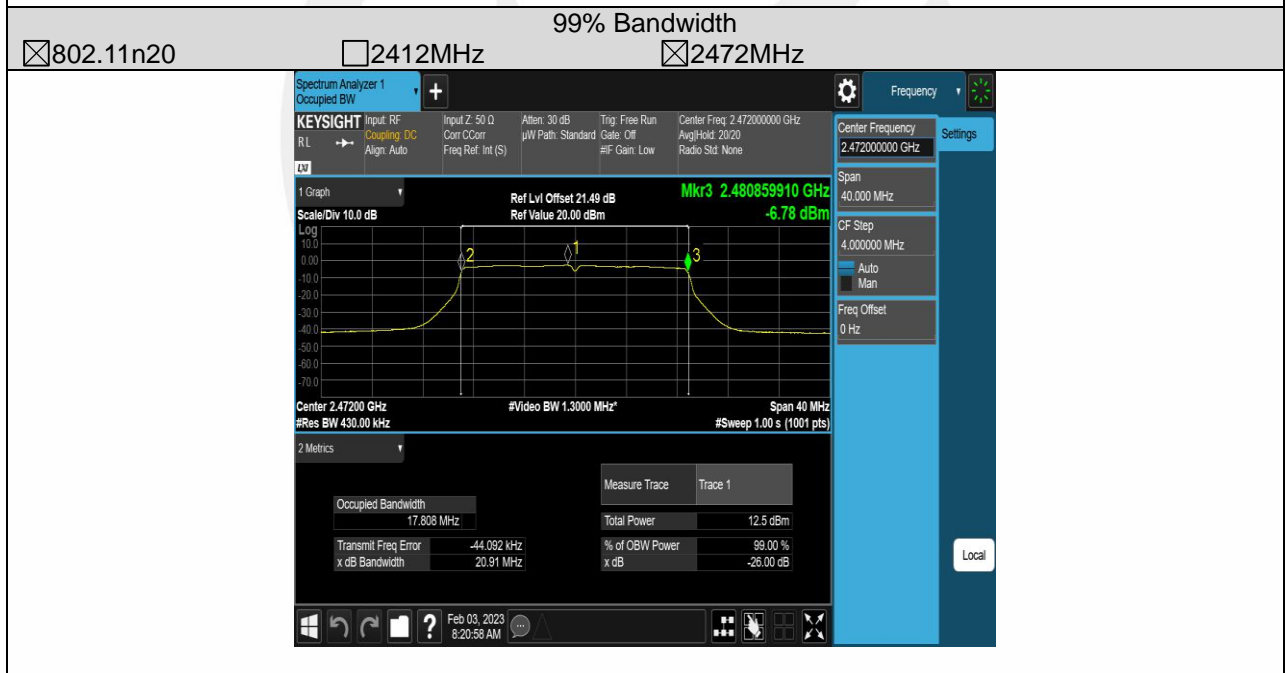 99% Bandwidth
☒802.11n20 ☐2412MHz ☒2472MHz
Spectrum Analyzer 1
Occupied BW
+
Frequency
KEYSIGHT
RL
LXI
Input: RF
Coupling: DC
Align: Auto
Input Z: 50 Ω
Corr CCorr
Freq Ref: Int (S)
Atten: 30 dB
µW Path: Standard
Trig: Free Run
Gate: Off
#IF Gain: Low
Center Freq: 2.472000000 GHz
Avg|Hold: 20/20
Radio Std: None
Center Frequency
2.472000000 GHz
Settings
Span
40.000 MHz
CF Step
4.000000 MHz
Auto
Man
Freq Offset
0 Hz
Local
1 Graph
Scale/Div 10.0 dB
Ref Lvl Offset 21.49 dB
Ref Value 20.00 dBm
Mkr3 2.480859910 GHz
-6.78 dBm
Log
10.0
0.00
-10.0
-20.0
-30.0
-40.0
-50.0
-60.0
-70.0
2
1
3
Center 2.47200 GHz
#Res BW 430.00 kHz
#Video BW 1.3000 MHz*
Span 40 MHz
#Sweep 1.00 s (1001 pts)
2 Metrics
Measure Trace Trace 1
Occupied Bandwidth
17.808 MHz
Total Power 12.5 dBm
Transmit Freq Error -44.092 kHz
% of OBW Power 99.00 %
x dB Bandwidth 20.91 MHz
x dB -26.00 dB
?
Feb 03, 2023
8:20:58 AM